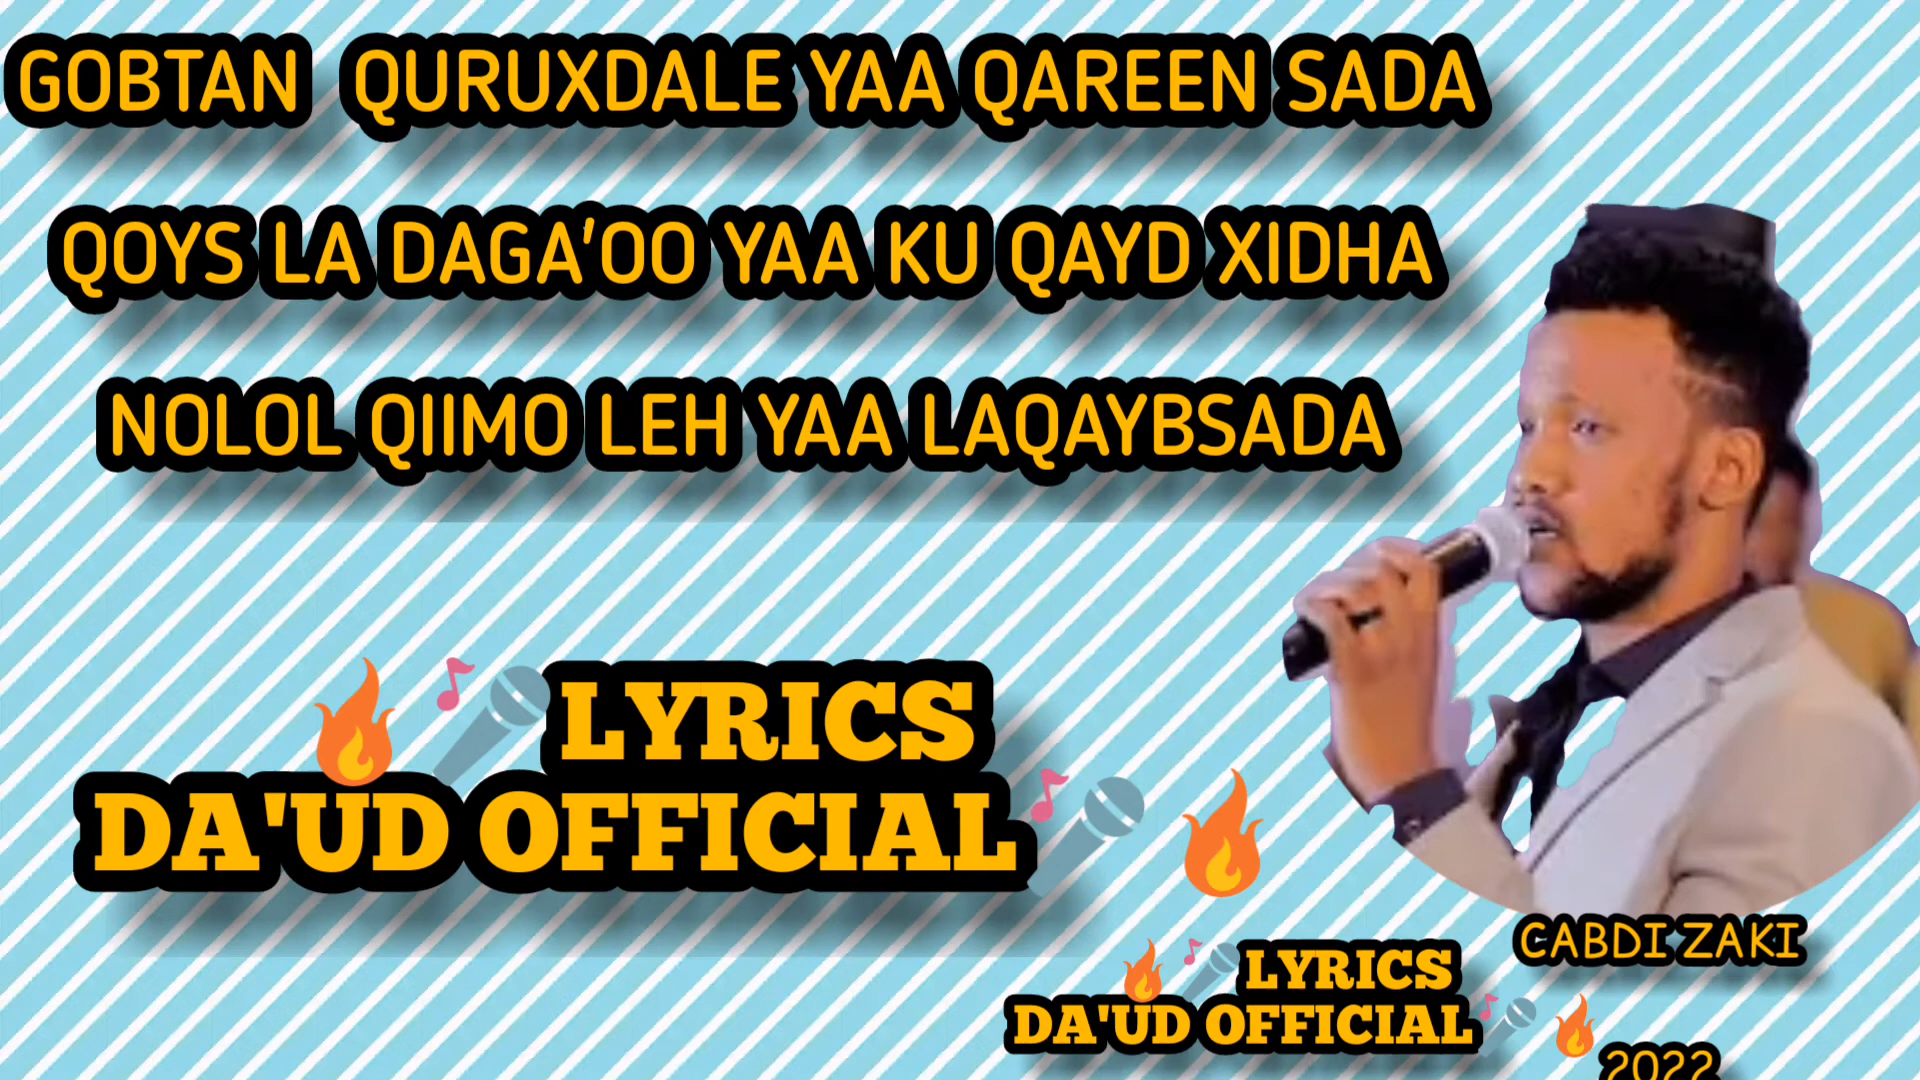 GOBTAN QURUXDALE YAA QAREEN SADA
QOYS LA DAGA'OO YAA KU QAYD XIDHA
NOLOL QIIMO LEH YAA LAQAYBSADA
LYRICS
DA'UD OFFICIAL
CABDI ZAKI
LYRICS
DA'UD OFFICIAL
2022